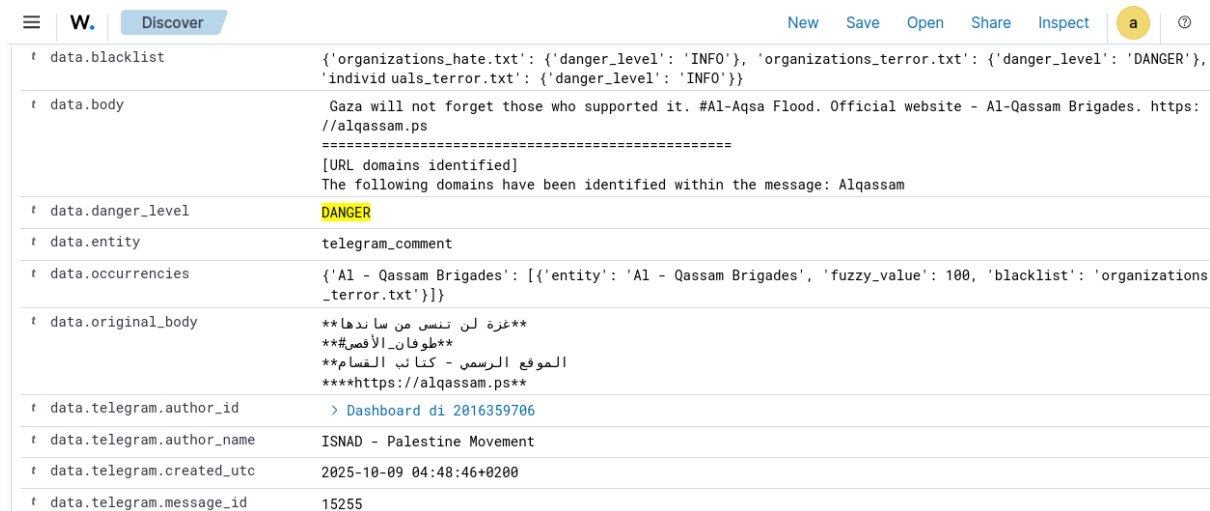 W.
Discover
New Save Open Share Inspect a
t data.blacklist
{'organizations_hate.txt': {'danger_level': 'INFO'}, 'organizations_terror.txt': {'danger_level': 'DANGER'},
'individ uals_terror.txt': {'danger_level': 'INFO'}}
t data.body
Gaza will not forget those who supported it. #Al-Aqsa Flood. Official website - Al-Qassam Brigades. https:
//alqassam.ps
==================================================
[URL domains identified]
The following domains have been identified within the message: Alqassam
t data.danger_level
DANGER
t data.entity
telegram_comment
t data.occurrencies
{'Al - Qassam Brigades': [{'entity': 'Al - Qassam Brigades', 'fuzzy_value': 100, 'blacklist': 'organizations
_terror.txt'}]}
t data.original_body
**غزة لن تنسى من ساندها**
**#طوفان_الأقصى**
**الموقع الرسمي - كتائب القسام
****https://alqassam.ps**
t data.telegram.author_id
> Dashboard di 2016359706
t data.telegram.author_name
ISNAD - Palestine Movement
t data.telegram.created_utc
2025-10-09 04:48:46+0200
t data.telegram.message_id
15255